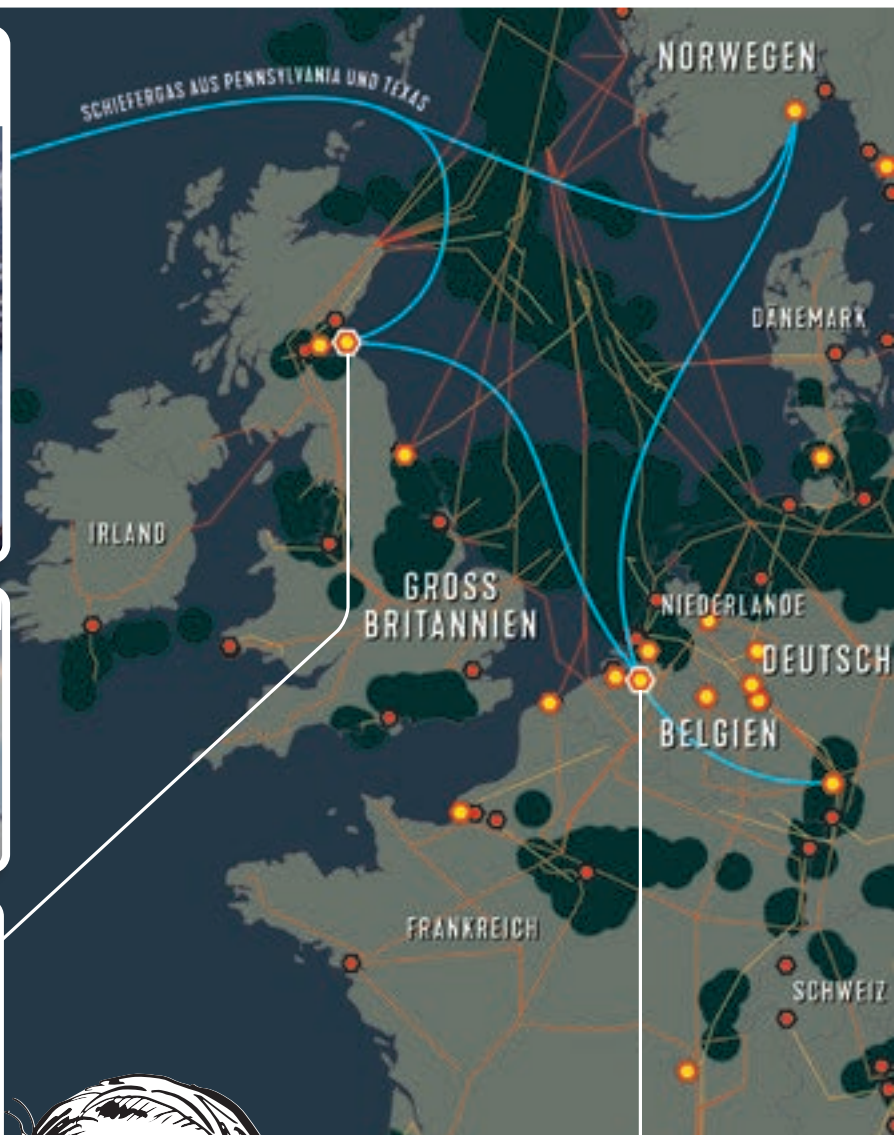 NORWEGEN
SCHIEFERGAS AUS PENNSYLVANIA UND TEXAS
DÄNEMARK
IRLAND
GROSS
BRITANNIEN
NIEDERLANDE
DEUTSCH
BELGIEN
FRANKREICH
SCHWEIZ